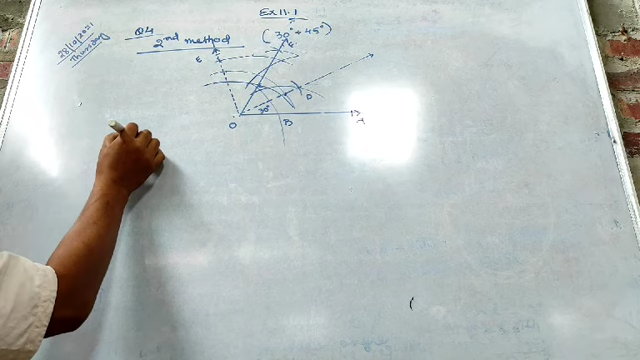 Ex 11.1
28/10/2021
Thursday
Q4
2nd method
(30° + 45°)
E
D
30°
O
B
A